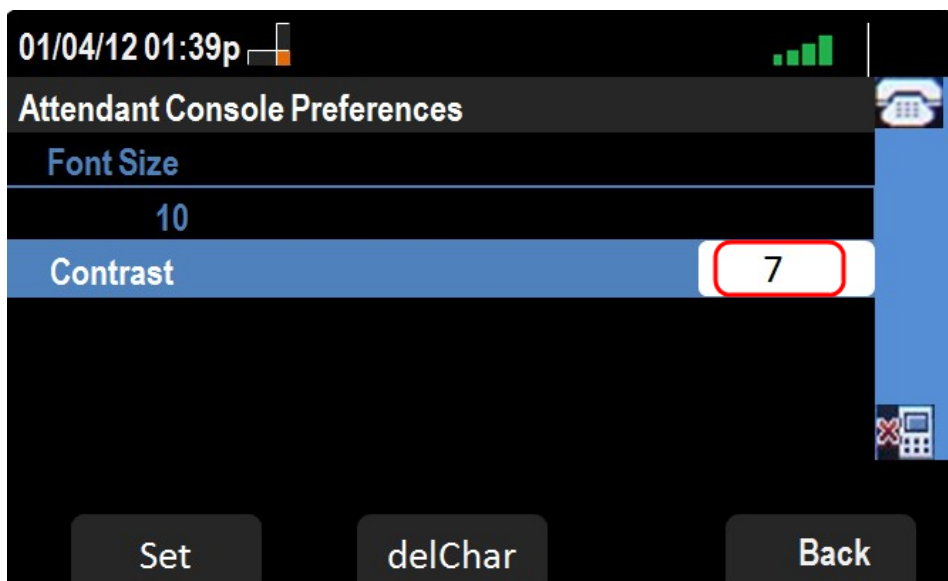 01/04/12 01:39p
Attendant Console Preferences
Font Size
10
Contrast 7
Set delChar Back